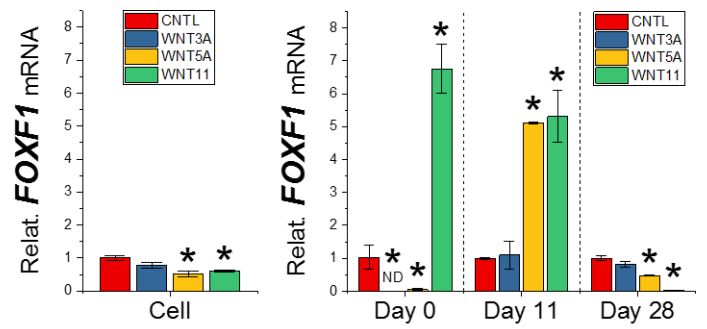 Relat. FOXF1 mRNA
8
7
6
5
4
3
2
1
0
CNTL
WNT3A
WNT5A
WNT11
* *
Cell
Relat. FOXF1 mRNA
8
7
6
5
4
3
2
1
0
CNTL
WNT3A
WNT5A
WNT11
*
* *
* ND *
* *
Day 0 Day 11 Day 28